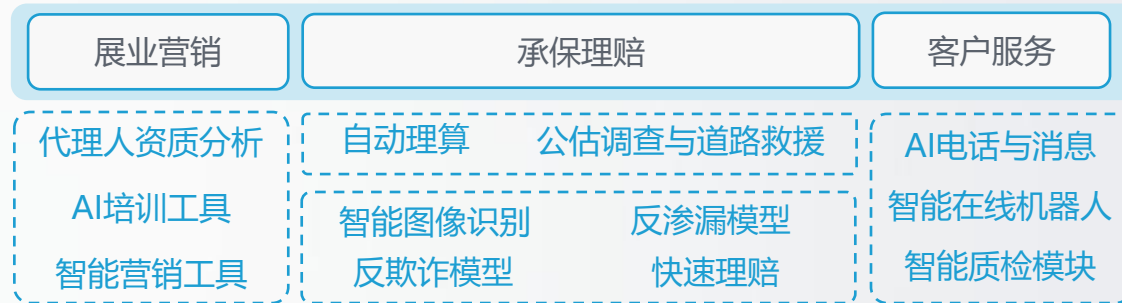 展业营销
承保理赔
客户服务
代理人资质分析
AI培训工具
智能营销工具
自动理算 公估调查与道路救援
智能图像识别 反渗漏模型
反欺诈模型 快速理赔
AI电话与消息
智能在线机器人
智能质检模块